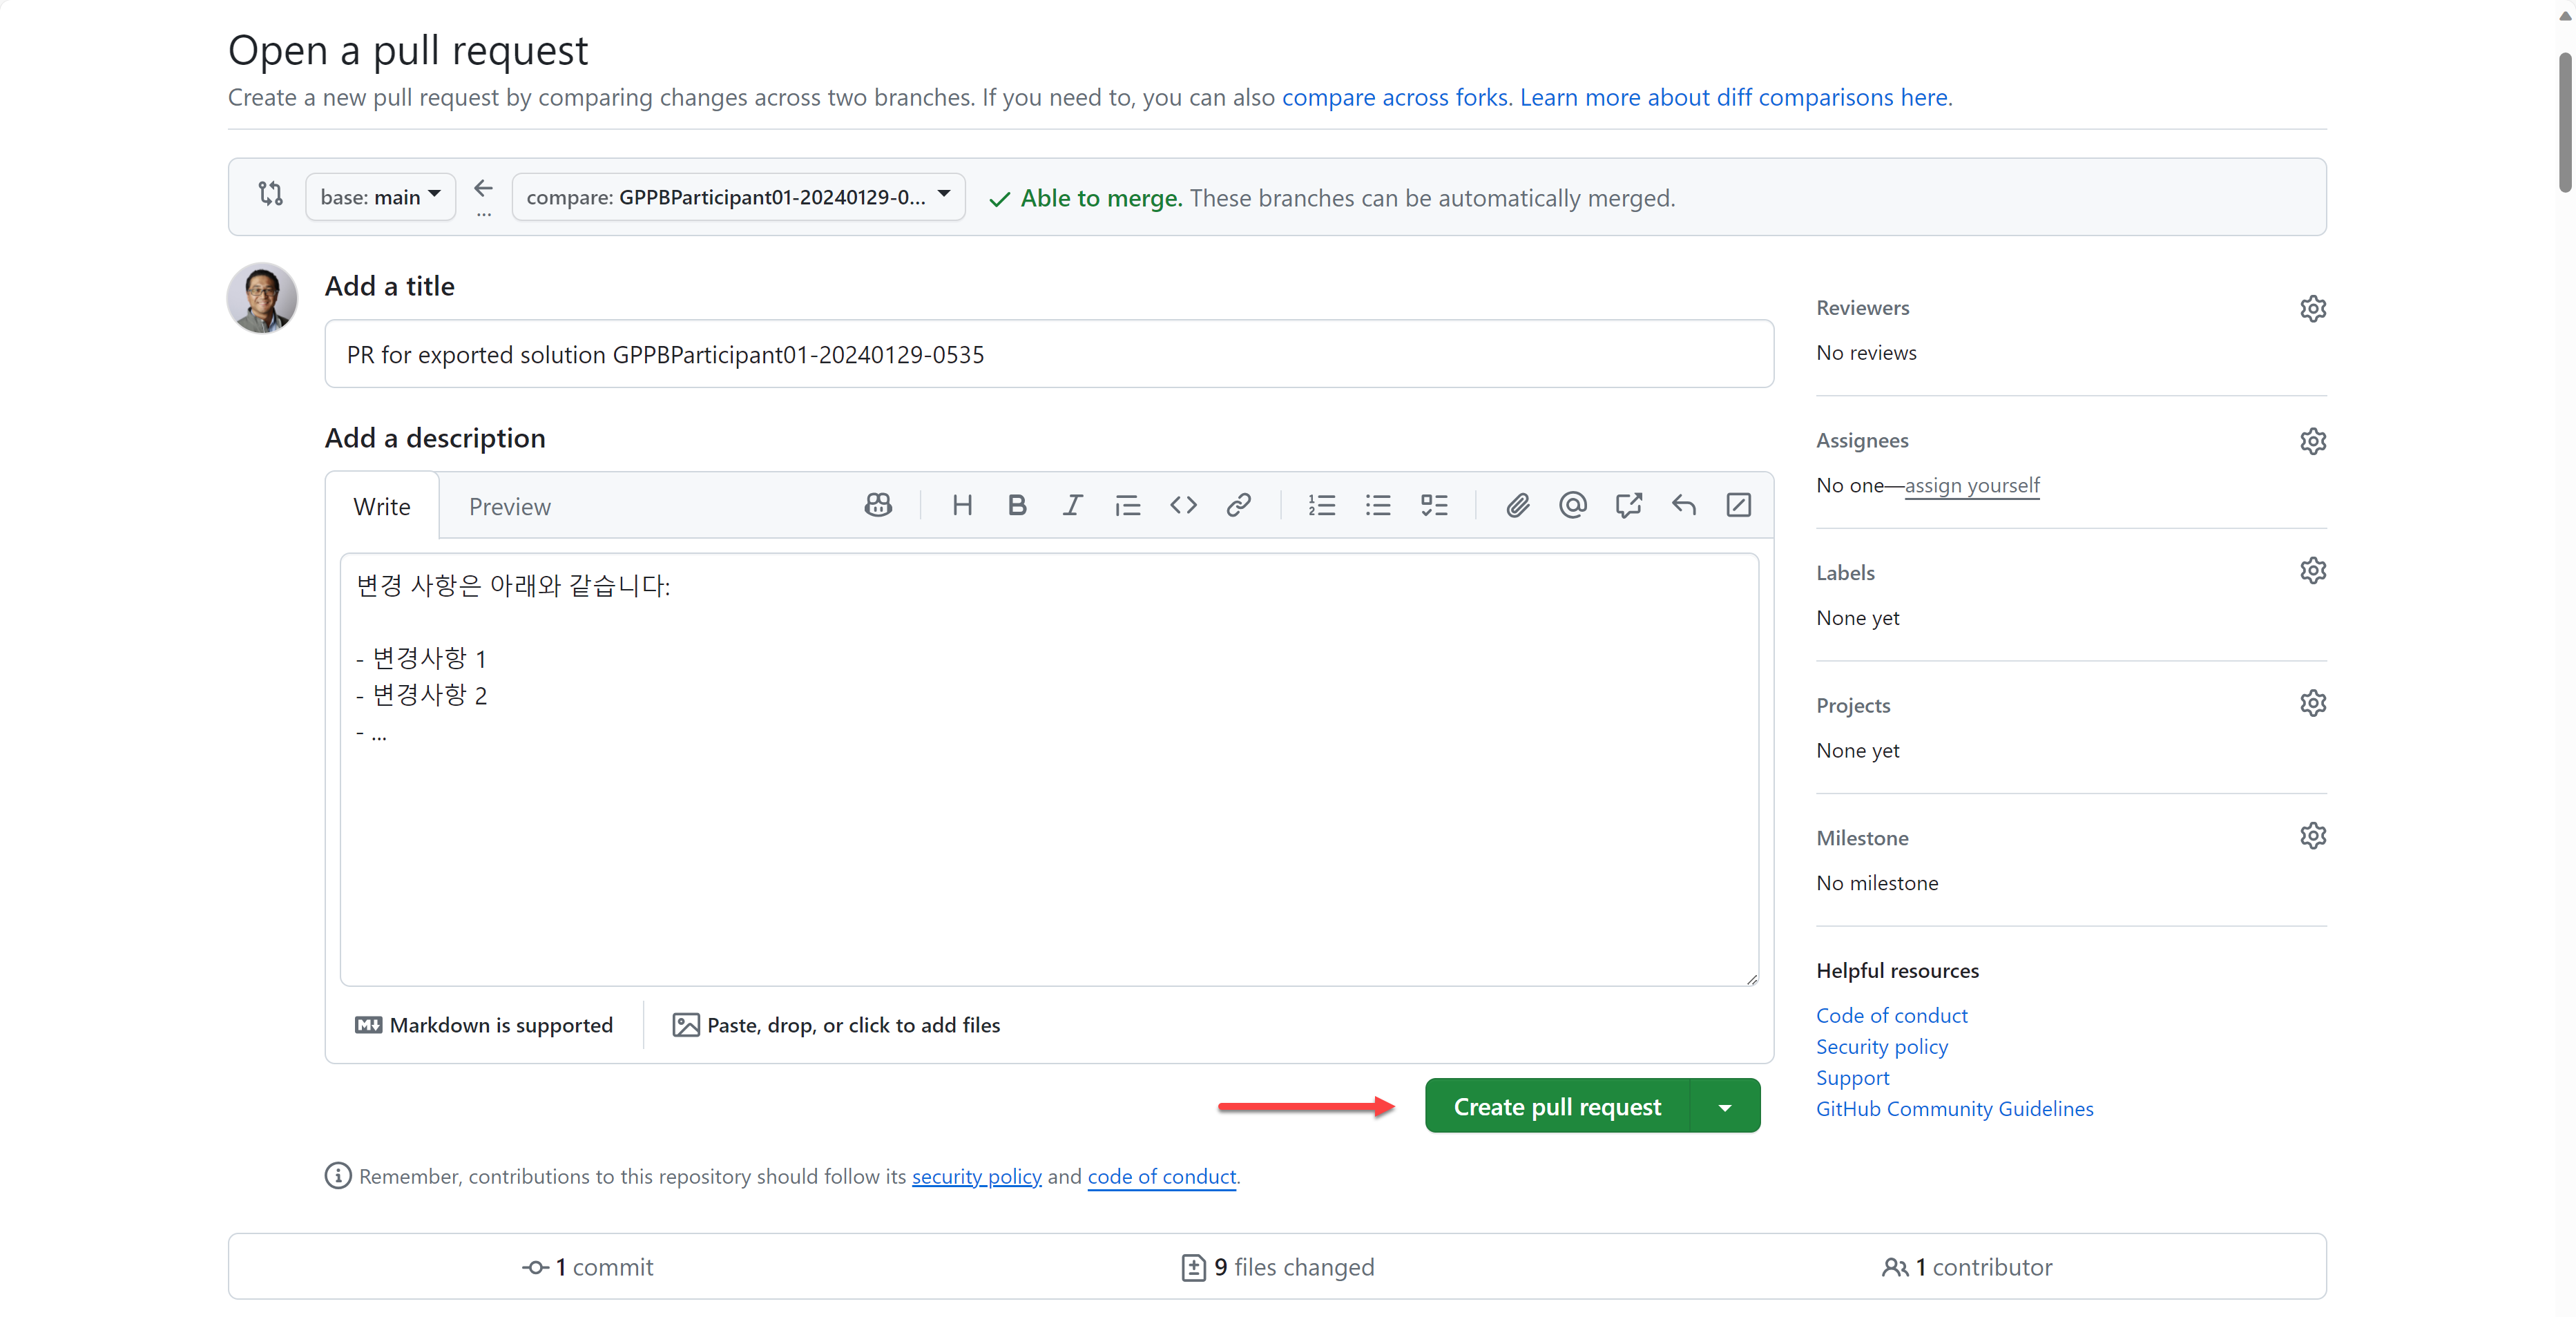 Open a pull request
Create a new pull request by comparing changes across two branches. If you need to, you can also compare across forks. Learn more about diff comparisons here.
base: main
...
compare: GPPBParticipant01-20240129-0...
Able to merge. These branches can be automatically merged.
Add a title
PR for exported solution GPPBParticipant01-20240129-0535
Add a description
Write
Preview
변경 사항은 아래와 같습니다:
- 변경사항 1
- 변경사항 2
- ...
Markdown is supported
Paste, drop, or click to add files
Create pull request
Remember, contributions to this repository should follow its security policy and code of conduct.
Reviewers
No reviews
Assignees
No one—assign yourself
Labels
None yet
Projects
None yet
Milestone
No milestone
Helpful resources
Code of conduct
Security policy
Support
GitHub Community Guidelines
1 commit
9 files changed
1 contributor